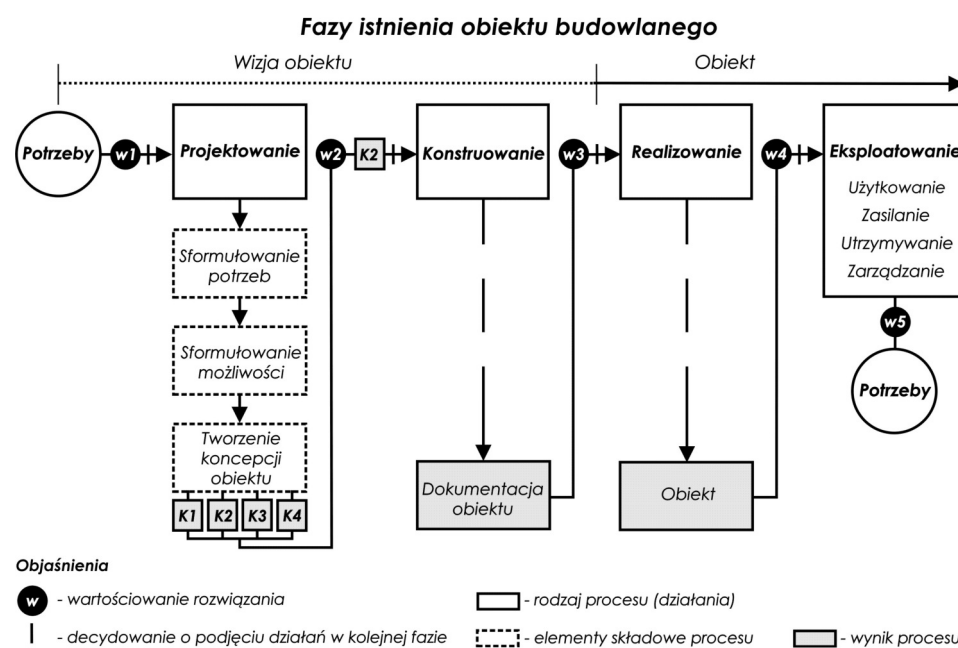 Fazy istnienia obiektu budowlanego
Wizja obiektu
Obiekt
Potrzeby
w1
Projektowanie
w2
K2
Konstruowanie
w3
Realizowanie
w4
Eksploatowanie
Użytkowanie
Zasilanie
Utrzymywanie
Zarządzanie
Sformułowanie
potrzeb
w5
Sformułowanie
możliwości
Potrzeby
Tworzenie
koncepcji
obiektu
K1
K2
K3
K4
Dokumentacja
obiektu
Obiekt
Objaśnienia
w
- wartościowanie rozwiązania
- rodzaj procesu (działania)
- decydowanie o podjęciu działań w kolejnej fazie
- elementy składowe procesu
- wynik procesu